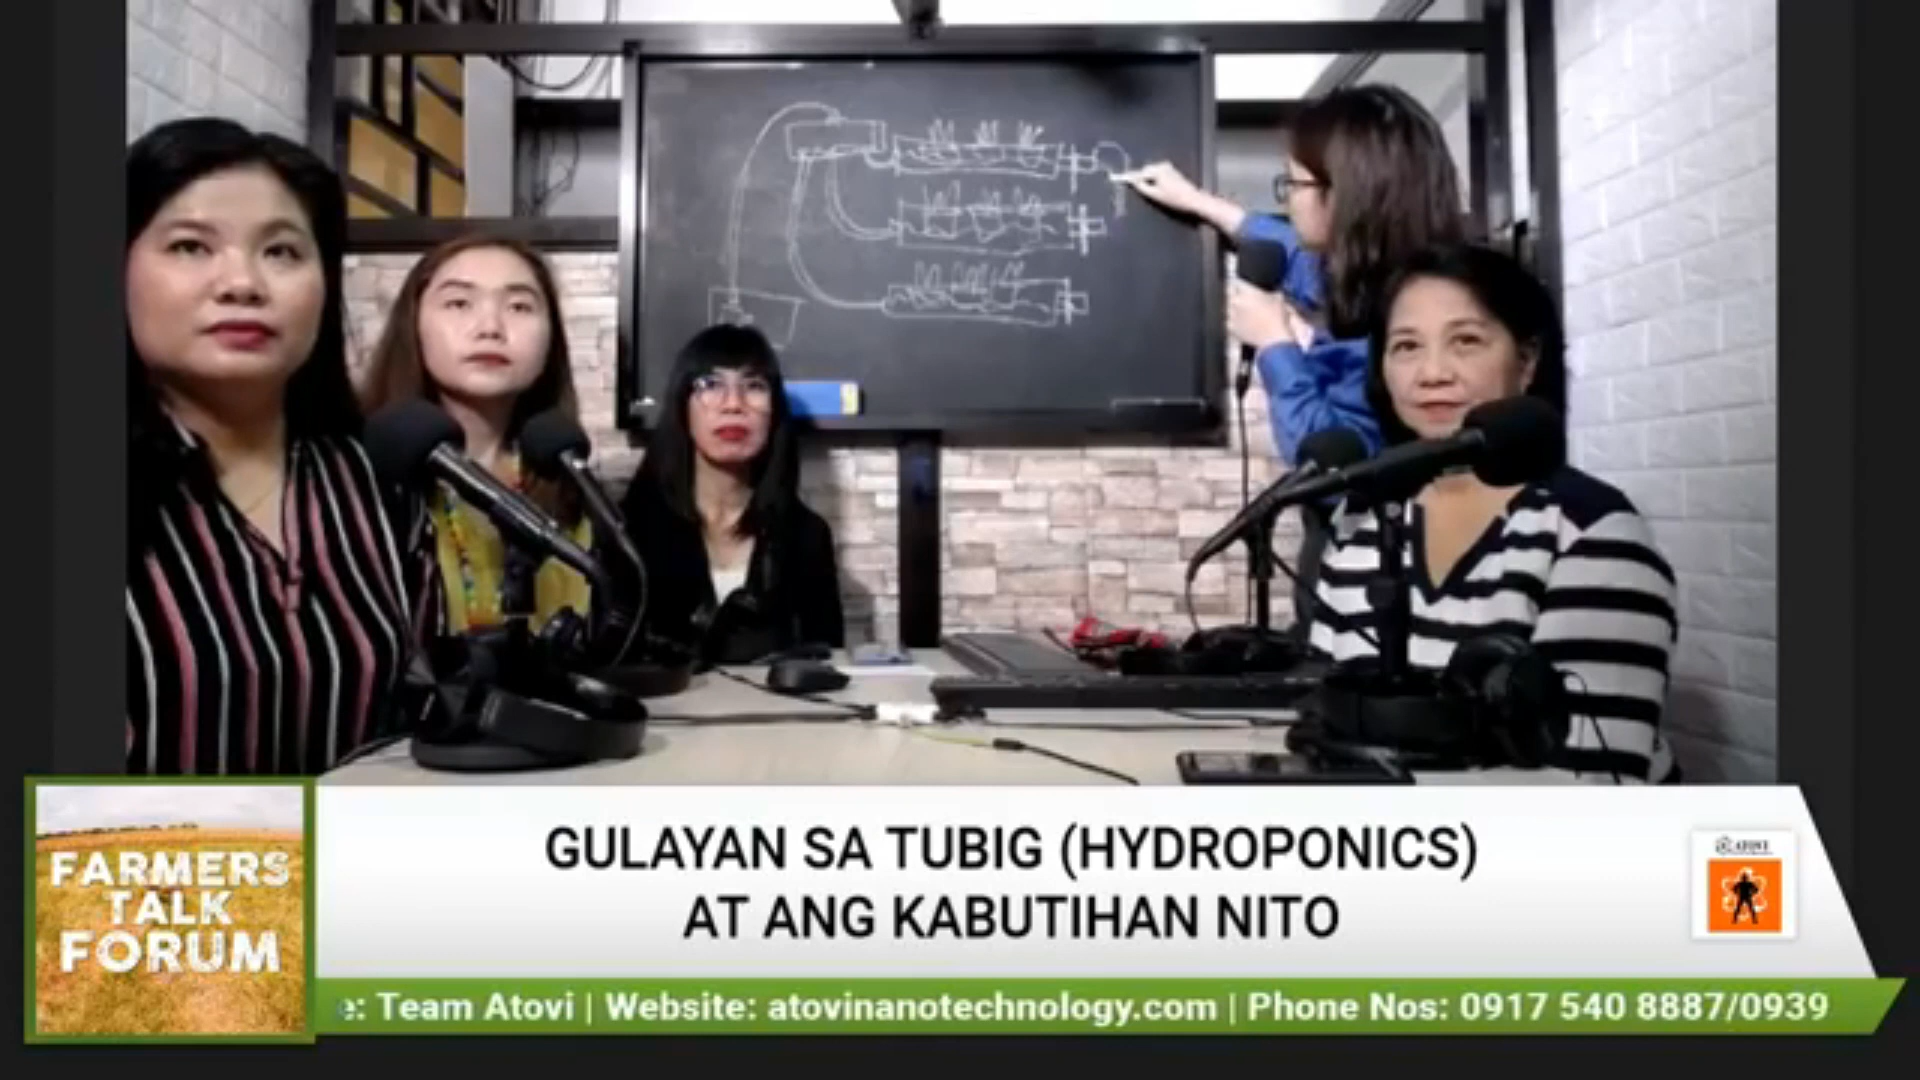 GULAYAN SA TUBIG (HYDROPONICS)
AT ANG KABUTIHAN NITO
FARMERS
TALK
FORUM
ATOVI
e: Team Atovi | Website: atovinanotechnology.com | Phone Nos: 0917 540 8887/0939